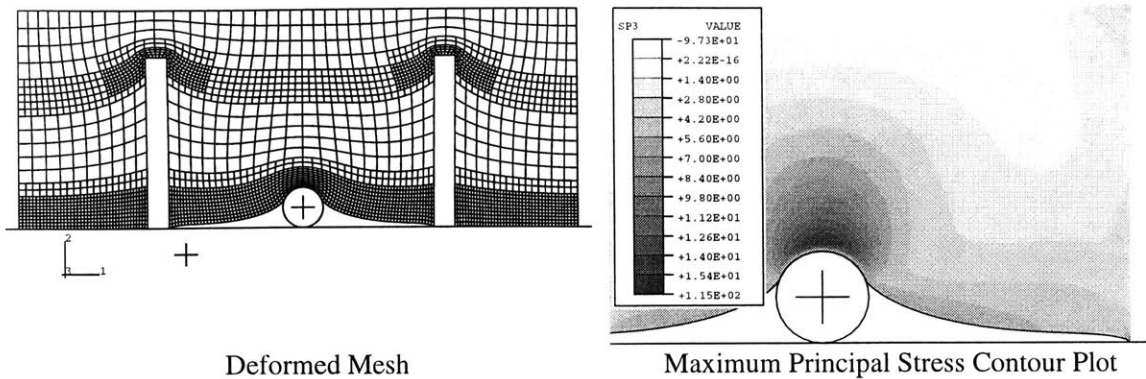 SP3 VALUE
-9.73E+01
+2.22E-16
+1.40E+00
+2.80E+00
+4.20E+00
+5.60E+00
+7.00E+00
+8.40E+00
+9.80E+00
+1.12E+01
+1.26E+01
+1.40E+01
+1.54E+01
+1.15E+02
2
3 1
Deformed Mesh
Maximum Principal Stress Contour Plot